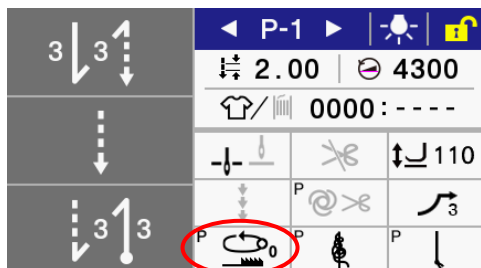 ◄ P-1 ►
3 3
2.00 4300
/ 0000:----
110
P 3
3 3
P 0 P P